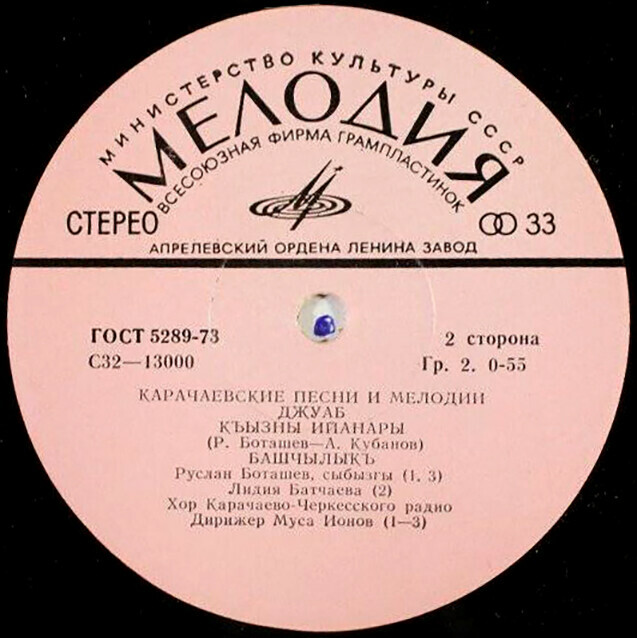 МИНИСТЕРСТВО КУЛЬТУРЫ СССР
МЕЛОДИЯ
ВСЕСОЮЗНАЯ ФИРМА ГРАМПЛАСТИНОК
СТЕРЕО 33
АПРЕЛЕВСКИЙ ОРДЕНА ЛЕНИНА ЗАВОД
ГОСТ 5289-73 2 сторона
С32—13000 Гр. 2. 0-55
КАРАЧАЕВСКИЕ ПЕСНИ И МЕЛОДИИ
ДЖУАБ
КЪЫЗНЫ ИЙАНАРЫ
(Р. Боташев—А. Кубанов)
БАШЧЫЛЫКЪ
Руслан Боташев, сыбызгы (1. 3)
Лидия Батчаева (2)
Хор Карачаево-Черкесского радио
Дирижер Муса Ионов (1—3)